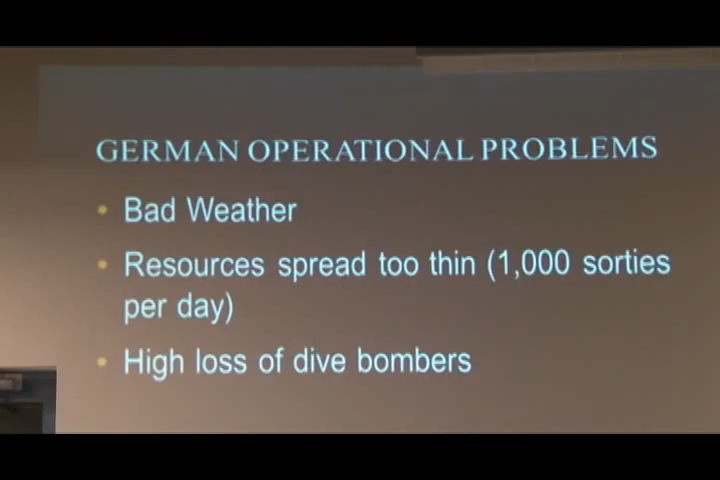 GERMAN OPERATIONAL PROBLEMS
• Bad Weather
• Resources spread too thin (1,000 sorties
per day)
• High loss of dive bombers